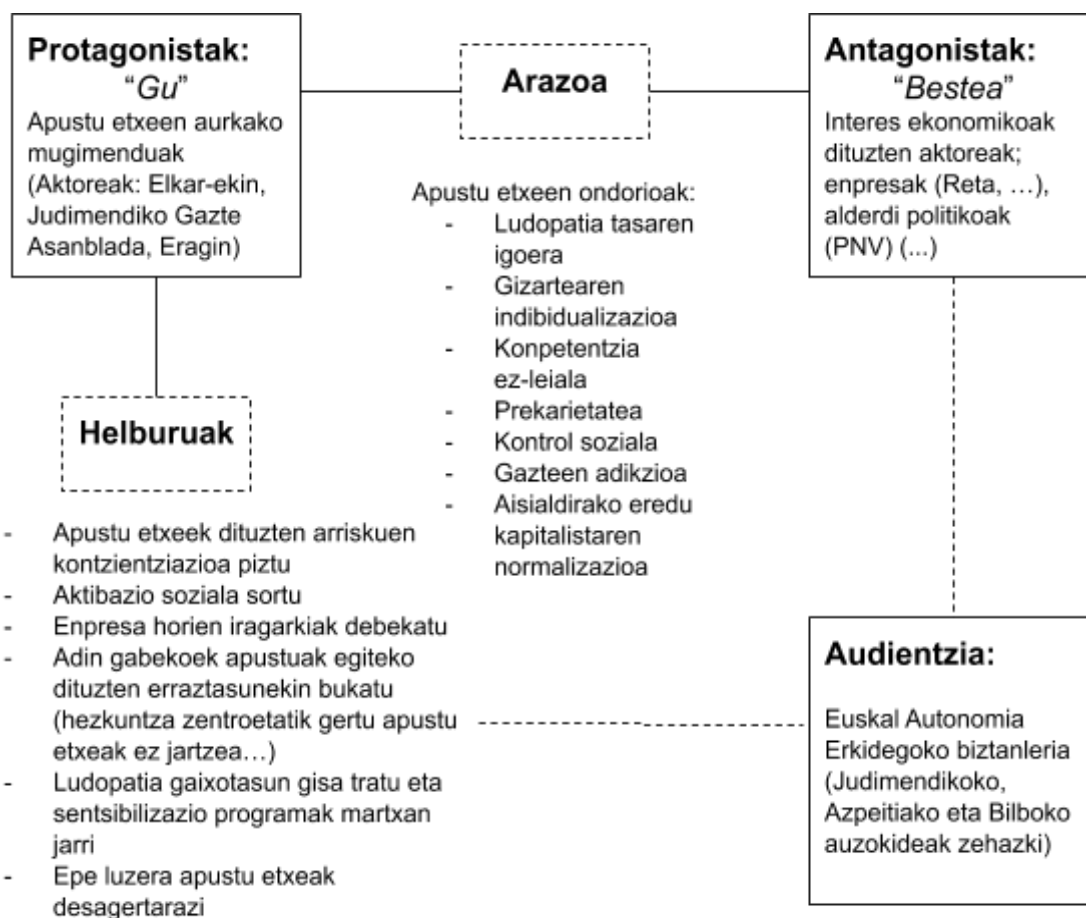 Protagonistak:
“Gu”
Apustu etxeen aurkako
mugimenduak
(Aktoreak: Elkar-ekin,
Judimendiko Gazte
Asanblada, Eragin)
Arazoa
Apustu etxeen ondorioak:
- Ludopatia tasaren
igoera
- Gizartearen
indibidualizazioa
- Konpetentzia
ez-leiala
- Prekarietatea
- Kontrol soziala
- Gazteen adikzioa
- Aisialdirako eredu
kapitalistaren
normalizazioa
Antagonistak:
“Bestea”
Interes ekonomikoak
dituzten aktoreak;
enpresak (Reta, …),
alderdi politikoak
(PNV) (...)
Helburuak
- Apustu etxeek dituzten arriskuen
kontzientziazioa piztu
- Aktibazio soziala sortu
- Enpresa horien iragarkiak debekatu
- Adin gabekoek apustuak egiteko
dituzten erraztasunekin bukatu
(hezkuntza zentroetatik gertu apustu
etxeak ez jartzea…)
- Ludopatia gaixotasun gisa tratu eta
sentsibilizazio programak martxan
jarri
- Epe luzera apustu etxeak
desagertarazi
Audientzia:
Euskal Autonomia
Erkidegoko biztanleria
(Judimendikoko,
Azpeitiako eta Bilboko
auzokideak zehazki)